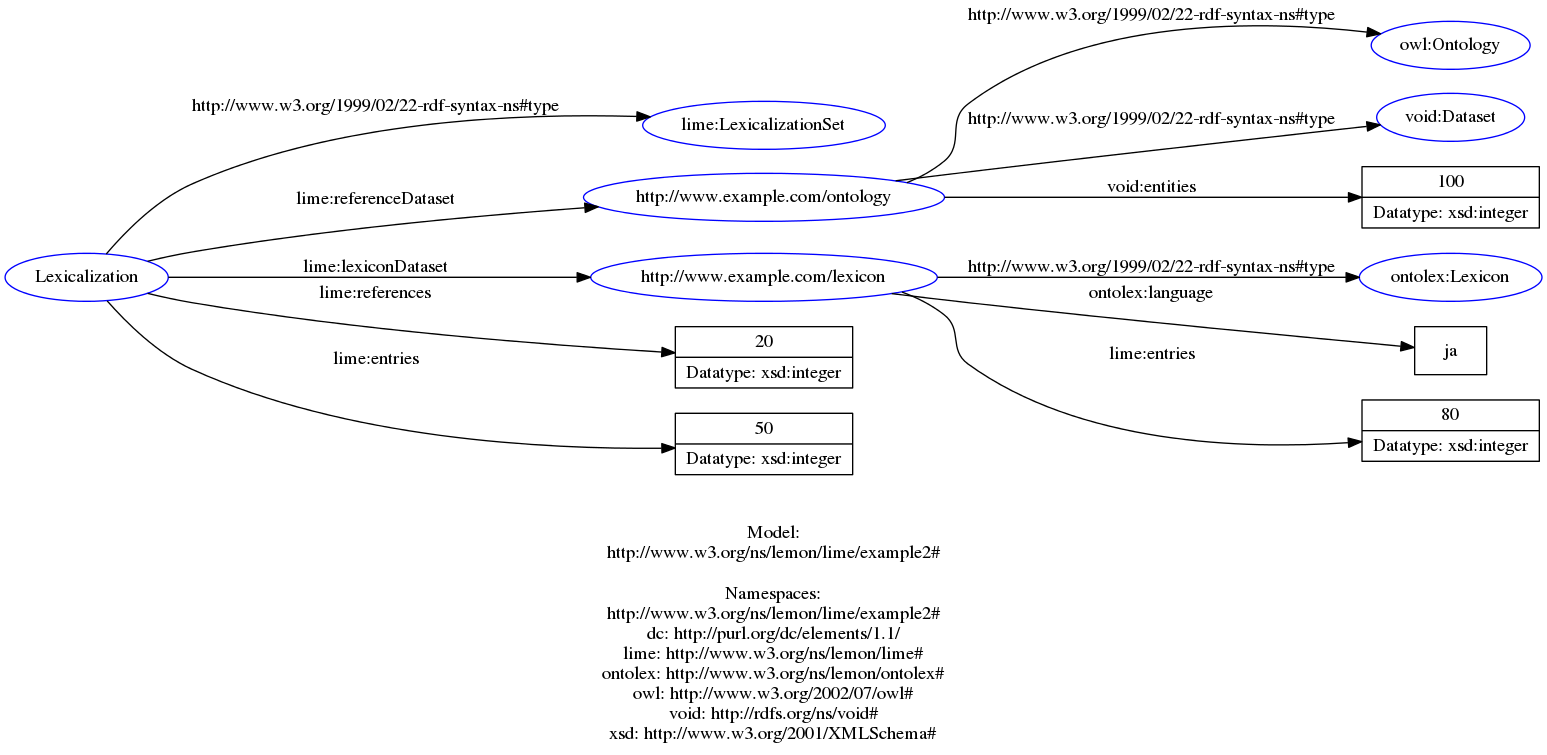 http://www.w3.org/1999/02/22-rdf-syntax-ns#type
owl:Ontology
http://www.w3.org/1999/02/22-rdf-syntax-ns#type
lime:LexicalizationSet
http://www.w3.org/1999/02/22-rdf-syntax-ns#type
void:Dataset
lime:referenceDataset
http://www.example.com/ontology
void:entities
100
Datatype: xsd:integer
Lexicalization
lime:lexiconDataset
http://www.example.com/lexicon
http://www.w3.org/1999/02/22-rdf-syntax-ns#type
ontolex:Lexicon
lime:references
ontolex:language
20
Datatype: xsd:integer
ja
lime:entries
lime:entries
50
Datatype: xsd:integer
80
Datatype: xsd:integer
Model:
http://www.w3.org/ns/lemon/lime/example2#
Namespaces:
http://www.w3.org/ns/lemon/lime/example2#
dc: http://purl.org/dc/elements/1.1/
lime: http://www.w3.org/ns/lemon/lime#
ontolex: http://www.w3.org/ns/lemon/ontolex#
owl: http://www.w3.org/2002/07/owl#
void: http://rdfs.org/ns/void#
xsd: http://www.w3.org/2001/XMLSchema#